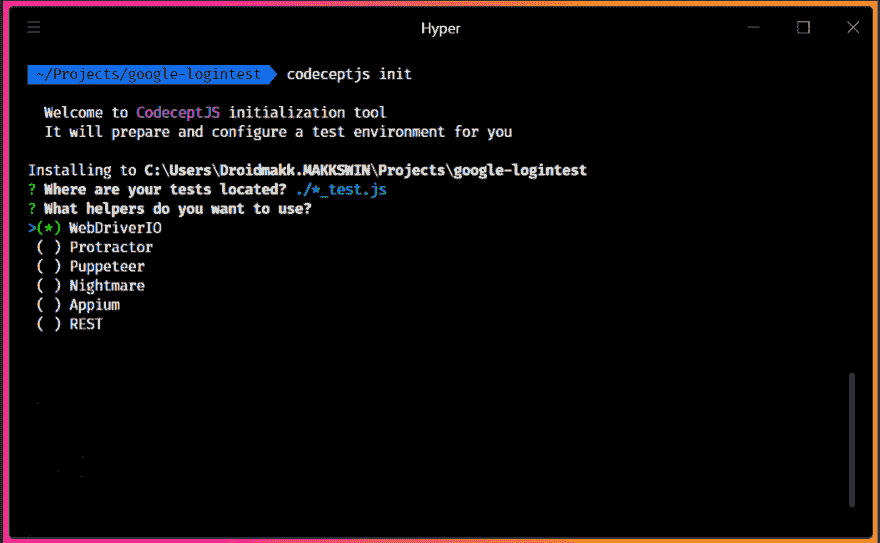 Hyper
~/Projects/google-logintest codeceptjs init
Welcome to CodeceptJS initialization tool
It will prepare and configure a test environment for you
Installing to C:\Users\Droidmakk.MAKKSWIN\Projects\google-logintest
? Where are your tests located? ./*_test.js
? What helpers do you want to use?
>(*) WebDriverIO
( ) Protractor
( ) Puppeteer
( ) Nightmare
( ) Appium
( ) REST